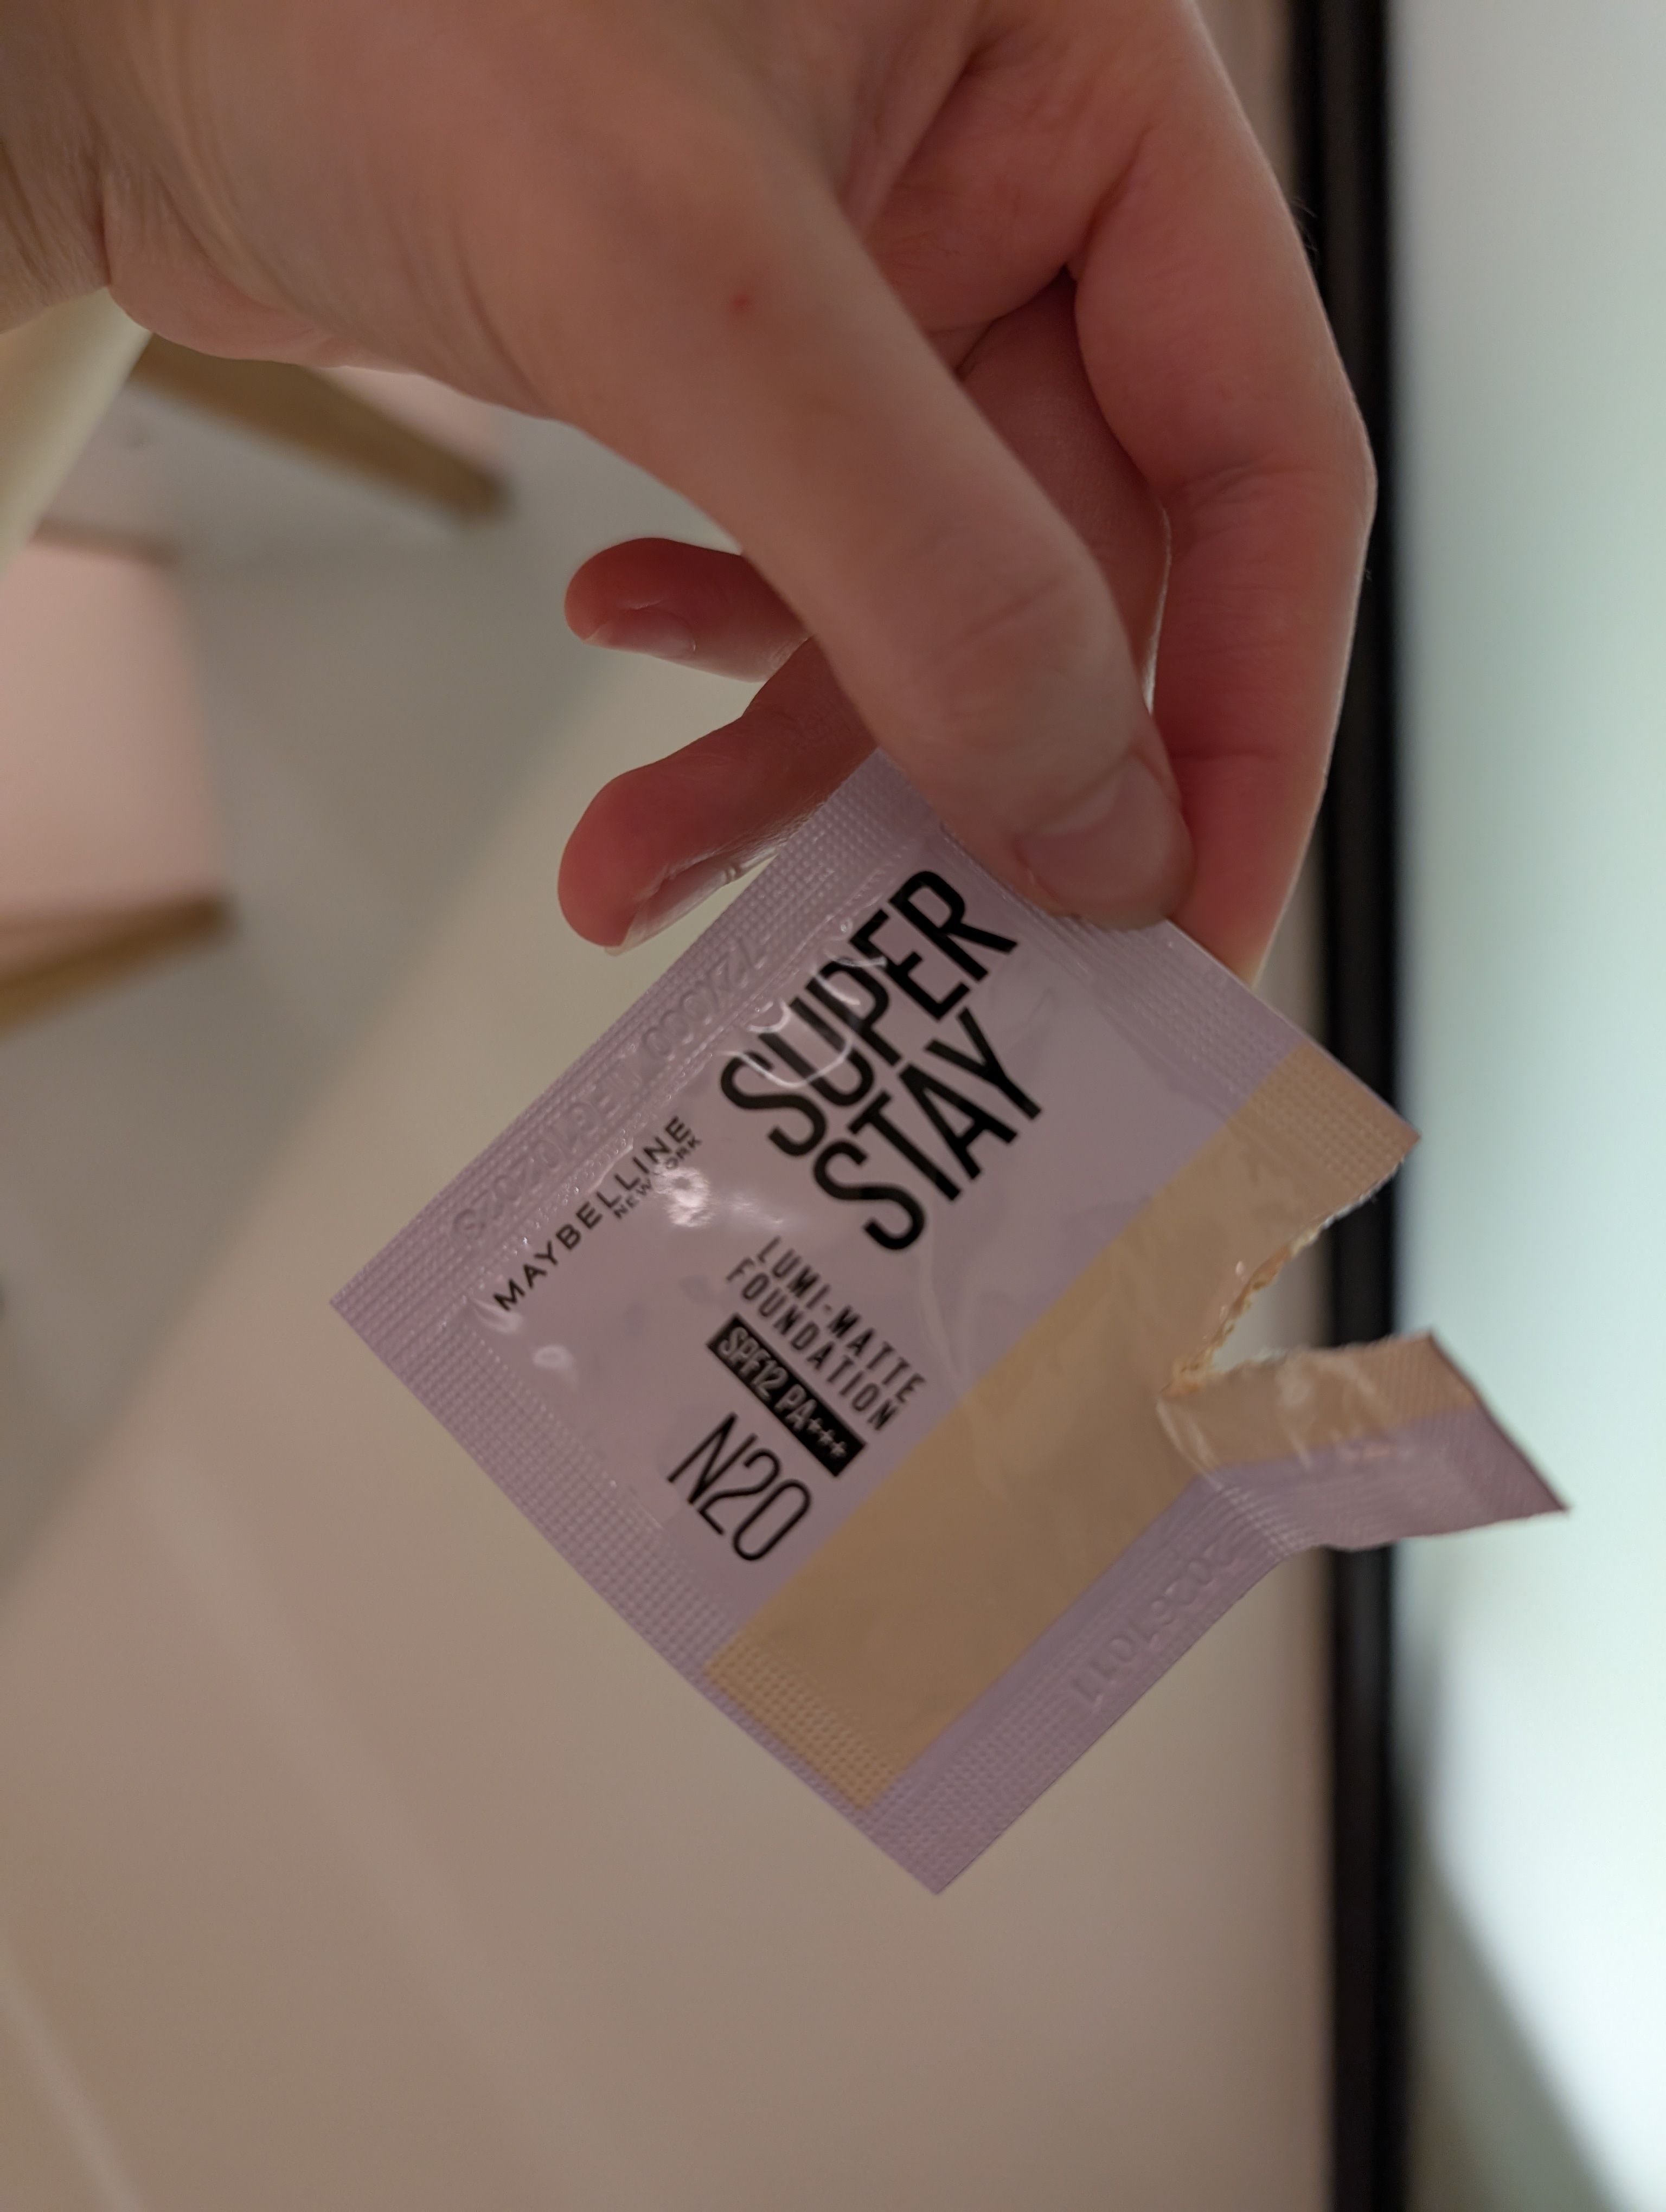 MAYBELLINE
NEW YORK
SUPER
STAY
LUMI-MATTE
FOUNDATION
SPF12 PA+++
N20